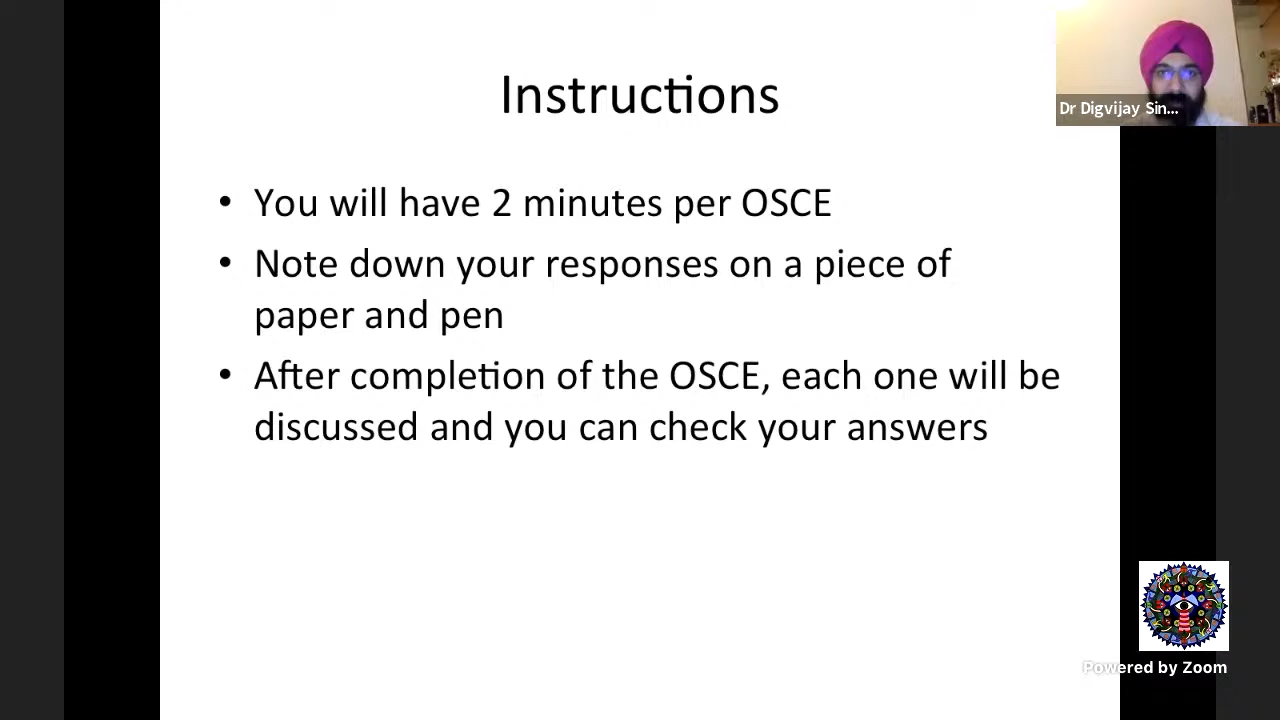 Instructions
Dr Digvijay Sin...
• You will have 2 minutes per OSCE
• Note down your responses on a piece of
paper and pen
• After completion of the OSCE, each one will be
discussed and you can check your answers
Powered by Zoom